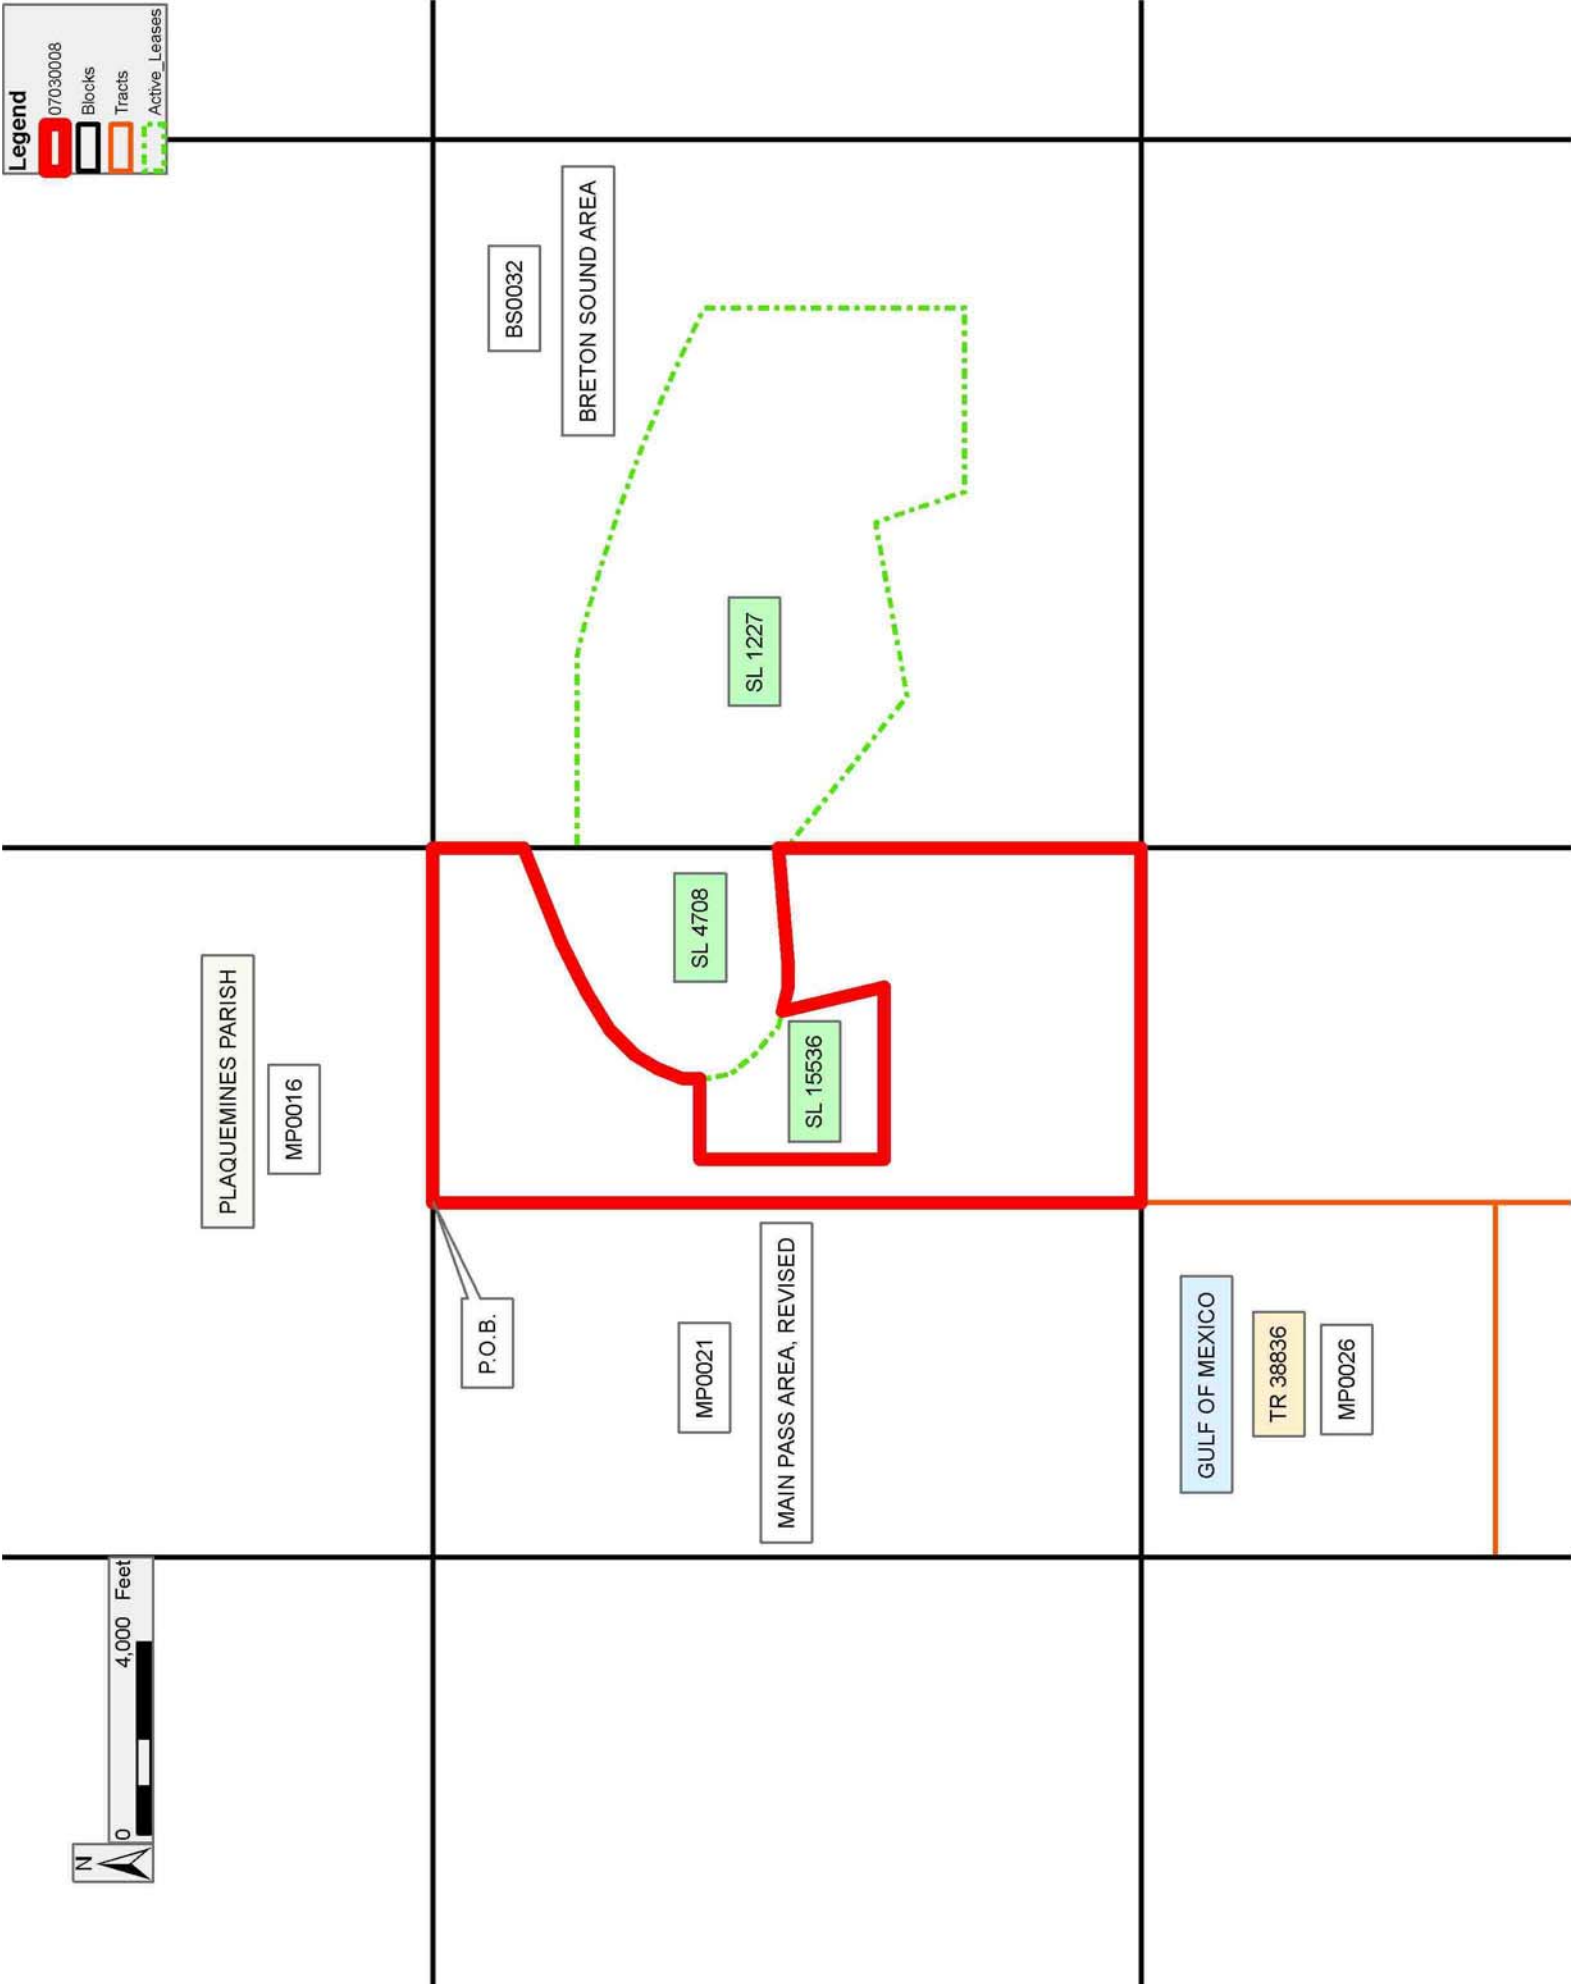 Legend
07030008
Blocks
Tracts
Active_Leases
N
0 4,000 Feet
PLAQUEMINES PARISH
MP0016
P.O.B.
BS0032
BRETON SOUND AREA
SL 4708
SL 1227
SL 15536
MP0021
MAIN PASS AREA, REVISED
GULF OF MEXICO
TR 38836
MP0026